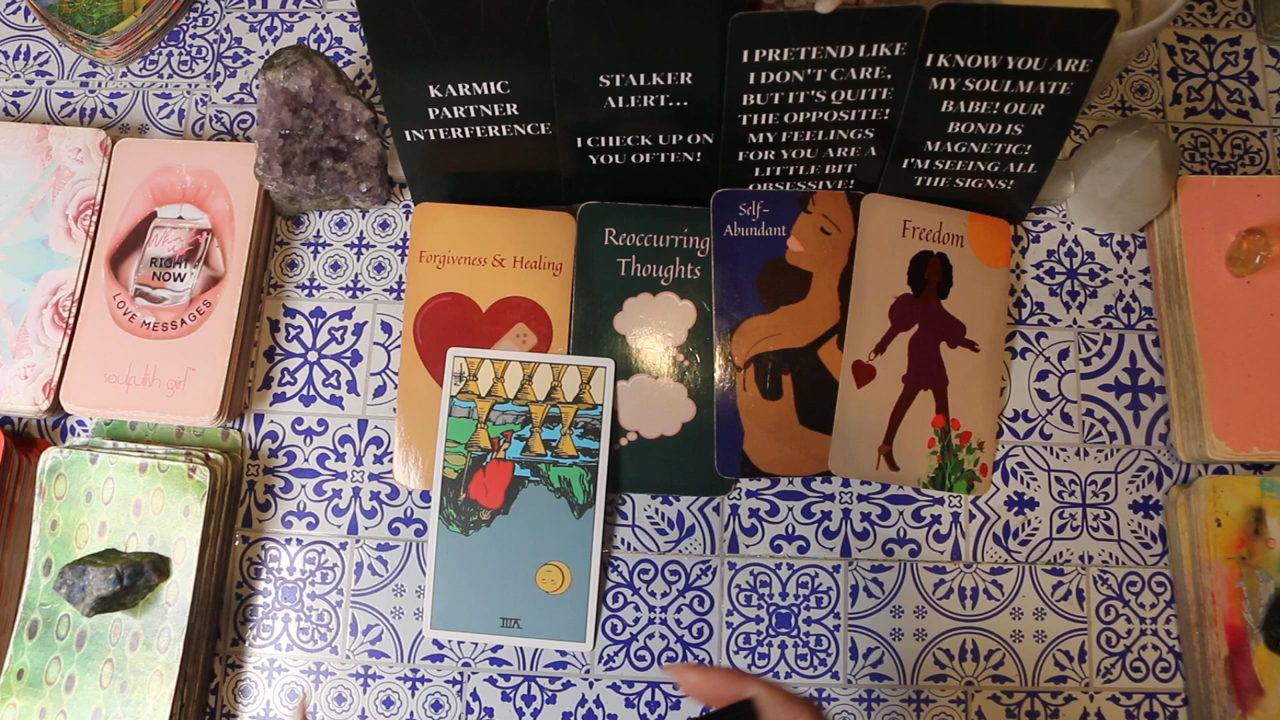 KARMIC
PARTNER
INTERFERENCE
STALKER
ALERT...
I CHECK UP ON
YOU OFTEN!
I PRETEND LIKE
I DON'T CARE,
BUT IT'S QUITE
THE OPPOSITE!
MY FEELINGS
FOR YOU ARE A
LITTLE BIT
OBSESSIVE!
I KNOW YOU ARE
MY SOULMATE
BABE! OUR
BOND IS
MAGNETIC!
I'M SEEING ALL
THE SIGNS!
RIGHT
NOW
LOVE MESSAGES
soulfulish girl
Forgiveness & Healing
Reoccurring
Thoughts
Self-
Abundant
Freedom
VIII